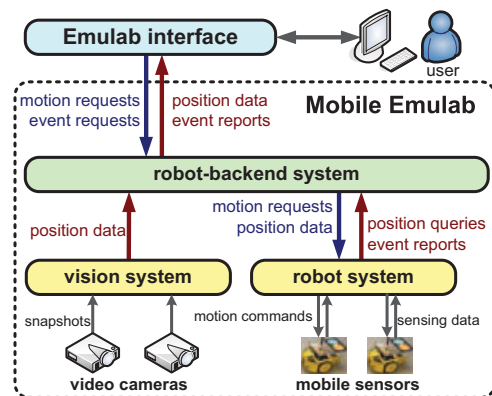 Emulab interface
user
motion requests
event requests
position data
event reports
Mobile Emulab
robot-backend system
position data
motion requests
position data
position queries
event reports
vision system
robot system
snapshots
motion commands
sensing data
video cameras
mobile sensors